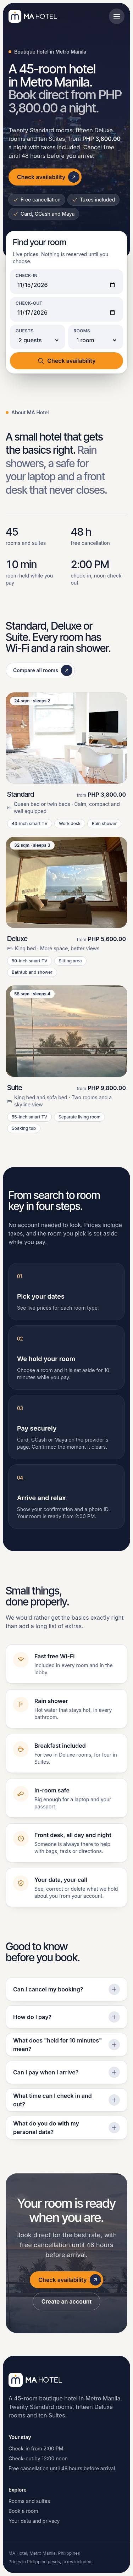 MA HOTEL
Boutique hotel in Metro Manila
A 45-room hotel
in Metro Manila.
Book direct from PHP
3,800.00 a night.
Twenty Standard rooms, fifteen Deluxe
rooms and ten Suites, from PHP 3,800.00
a night with taxes included. Cancel free
until 48 hours before you arrive.
Check availability
Free cancellation
Taxes included
Card, GCash and Maya
Find your room
Live prices. Nothing is reserved until you
choose.
CHECK-IN
11/15/2026
CHECK-OUT
11/17/2026
GUESTS
2 guests
ROOMS
1 room
Check availability
About MA Hotel
A small hotel that gets
the basics right. Rain
showers, a safe for
your laptop and a front
desk that never closes.
45
rooms and suites
48 h
free cancellation
10 min
room held while you
pay
2:00 PM
check-in, noon check-
out
Standard, Deluxe or
Suite. Every room has
Wi-Fi and a rain shower.
Compare all rooms
24 sqm · sleeps 2
Standard
from PHP 3,800.00
Queen bed or twin beds · Calm, compact and
well equipped
43-inch smart TV
Work desk
Rain shower
32 sqm · sleeps 3
Deluxe
from PHP 5,600.00
King bed · More space, better views
50-inch smart TV
Sitting area
Bathtub and shower
58 sqm · sleeps 4
Suite
from PHP 9,800.00
King bed and sofa bed · Two rooms and a
skyline view
65-inch smart TV
Separate living room
Soaking tub
From search to room
key in four steps.
No account needed to look. Prices include
taxes, and the room you pick is set aside
while you pay.
01
Pick your dates
See live prices for each room type.
02
We hold your room
Choose a room and it is set aside for 10
minutes while you pay.
03
Pay securely
Card, GCash or Maya on the provider's
page. Confirmed the moment it clears.
04
Arrive and relax
Show your confirmation and a photo ID.
Your room is ready from 2:00 PM.
Small things,
done properly.
We would rather get the basics exactly right
than add a long list of extras.
Fast free Wi-Fi
Included in every room and in the
lobby.
Rain shower
Hot water that stays hot, in every
bathroom.
Breakfast included
For two in Deluxe rooms, for four in
Suites.
In-room safe
Big enough for a laptop and your
passport.
Front desk, all day and night
Someone is always there to help
with bags, taxis or directions.
Your data, your call
See, correct or delete what we hold
about you from your account.
Good to know
before you book.
Can I cancel my booking?
How do I pay?
What does "held for 10 minutes"
mean?
Can I pay when I arrive?
What time can I check in and
out?
What do you do with my
personal data?
Your room is ready
when you are.
Book direct for the best rate, with
free cancellation until 48 hours
before arrival.
Check availability
Create an account
MA HOTEL
A 45-room boutique hotel in Metro Manila.
Twenty Standard rooms, fifteen Deluxe
rooms and ten Suites.
Your stay
Check-in from 2:00 PM
Check-out by 12:00 noon
Free cancellation until 48 hours before arrival
Explore
Rooms and suites
Book a room
Your data and privacy
MA Hotel, Metro Manila, Philippines
Prices in Philippine pesos, taxes included.